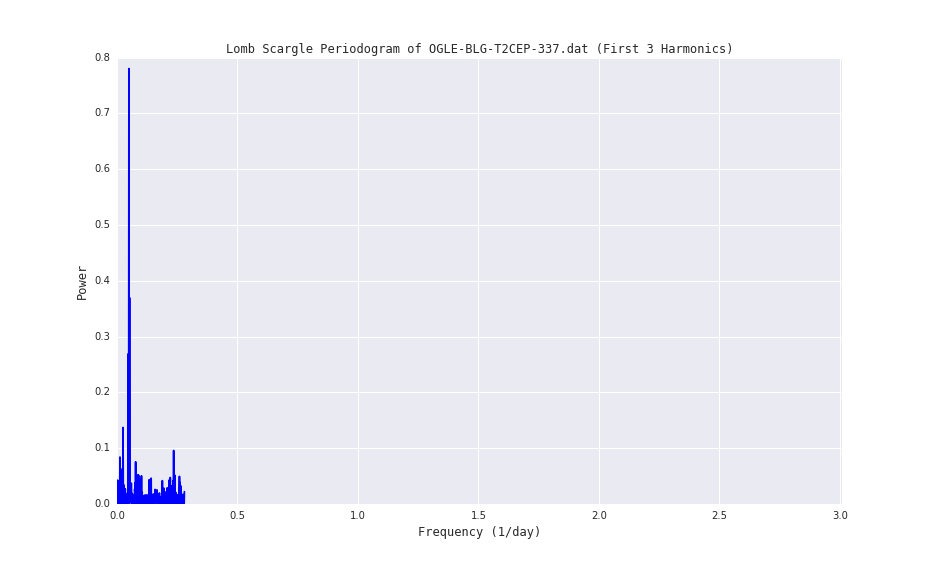 Lomb Scargle Periodogram of OGLE-BLG-T2CEP-337.dat (First 3 Harmonics)
0.8
0.7
0.6
0.5
0.4
0.3
0.2
0.1
0.0
Power
0.0 0.5 1.0 1.5 2.0 2.5 3.0
Frequency (1/day)